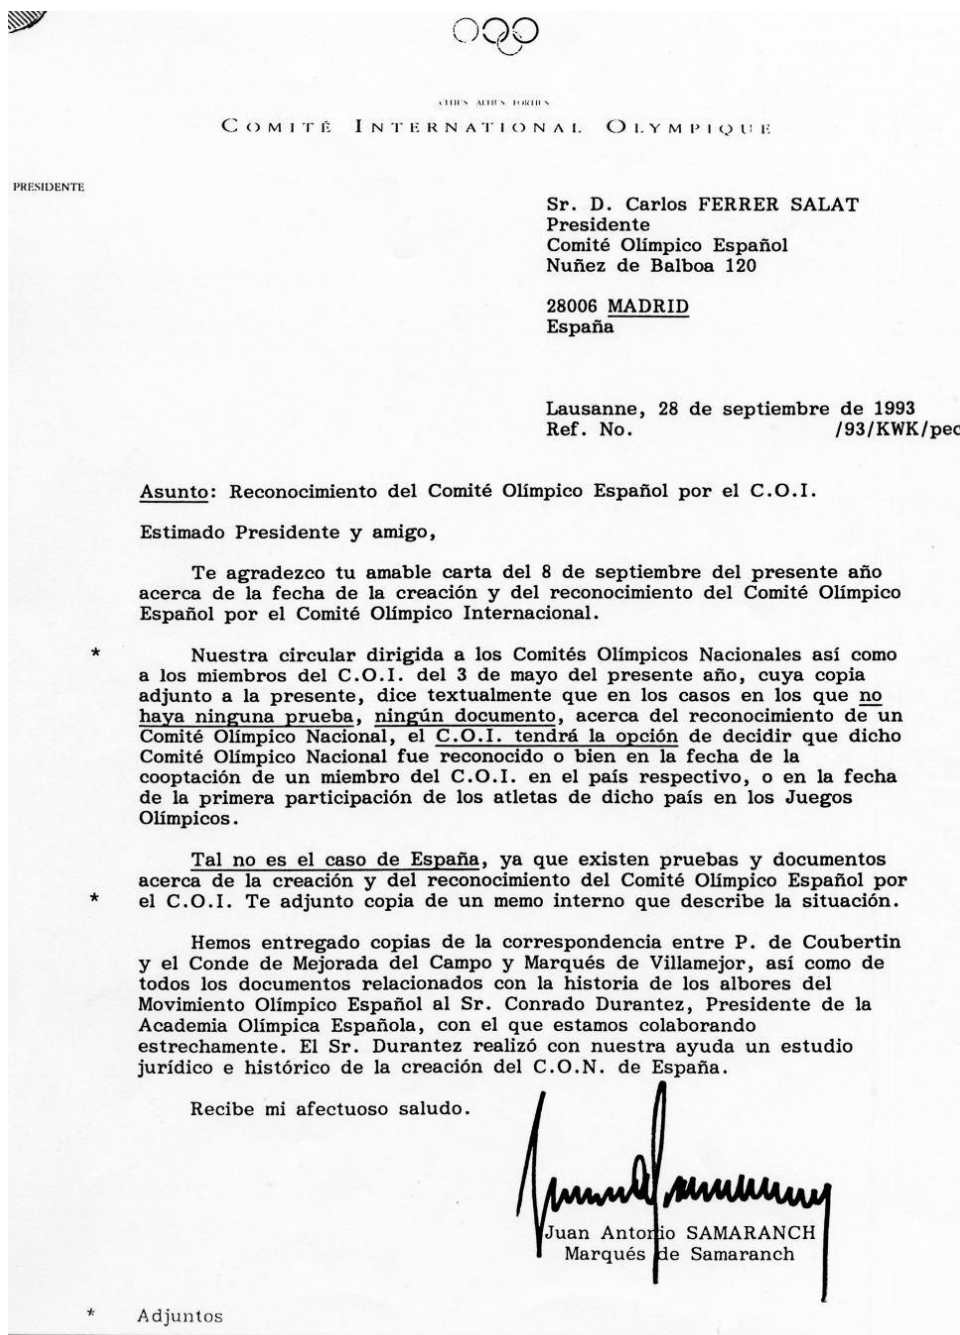 CITIUS ALTIUS FORTIUS
COMITÉ INTERNATIONAL OLYMPIQUE
PRESIDENTE
Sr. D. Carlos FERRER SALAT
Presidente
Comité Olímpico Español
Nuñez de Balboa 120
28006 MADRID
España
Lausanne, 28 de septiembre de 1993
Ref. No. /93/KWK/pec
Asunto: Reconocimiento del Comité Olímpico Español por el C.O.I.
Estimado Presidente y amigo,
Te agradezco tu amable carta del 8 de septiembre del presente año
acerca de la fecha de la creación y del reconocimiento del Comité Olímpico
Español por el Comité Olímpico Internacional.
* Nuestra circular dirigida a los Comités Olímpicos Nacionales así como
a los miembros del C.O.I. del 3 de mayo del presente año, cuya copia
adjunto a la presente, dice textualmente que en los casos en los que no
haya ninguna prueba, ningún documento, acerca del reconocimiento de un
Comité Olímpico Nacional, el C.O.I. tendrá la opción de decidir que dicho
Comité Olímpico Nacional fue reconocido o bien en la fecha de la
cooptación de un miembro del C.O.I. en el país respectivo, o en la fecha
de la primera participación de los atletas de dicho país en los Juegos
Olímpicos.
Tal no es el caso de España, ya que existen pruebas y documentos
acerca de la creación y del reconocimiento del Comité Olímpico Español por
* el C.O.I. Te adjunto copia de un memo interno que describe la situación.
Hemos entregado copias de la correspondencia entre P. de Coubertin
y el Conde de Mejorada del Campo y Marqués de Villamejor, así como de
todos los documentos relacionados con la historia de los albores del
Movimiento Olímpico Español al Sr. Conrado Durantez, Presidente de la
Academia Olímpica Española, con el que estamos colaborando
estrechamente. El Sr. Durantez realizó con nuestra ayuda un estudio
jurídico e histórico de la creación del C.O.N. de España.
Recibe mi afectuoso saludo.
Juan Antonio SAMARANCH
Marqués de Samaranch
* Adjuntos